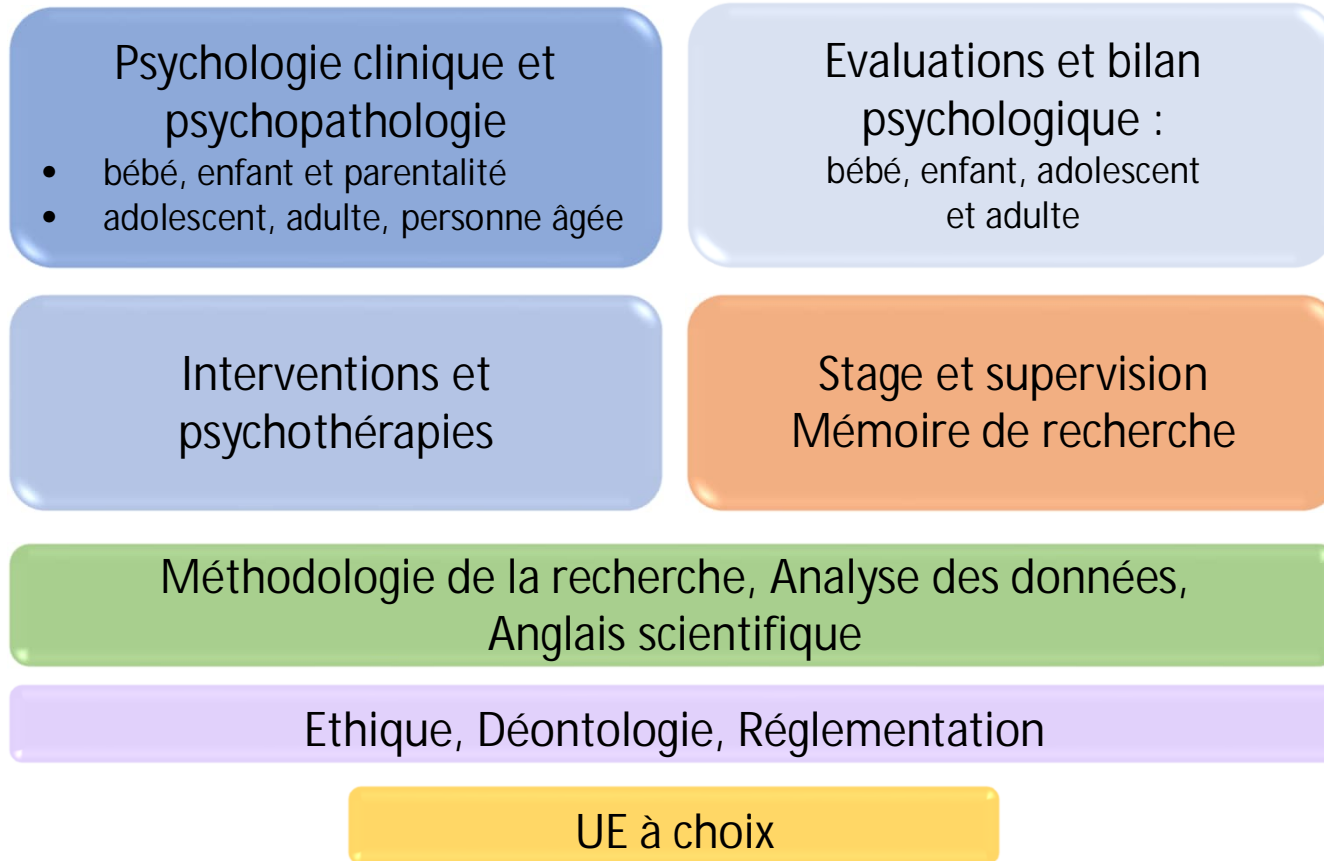 Psychologie clinique et
psychopathologie
• bébé, enfant et parentalité
• adolescent, adulte, personne âgée
Evaluations et bilan
psychologique :
bébé, enfant, adolescent
et adulte
Interventions et
psychothérapies
Stage et supervision
Mémoire de recherche
Méthodologie de la recherche, Analyse des données,
Anglais scientifique
Ethique, Déontologie, Réglementation
UE à choix